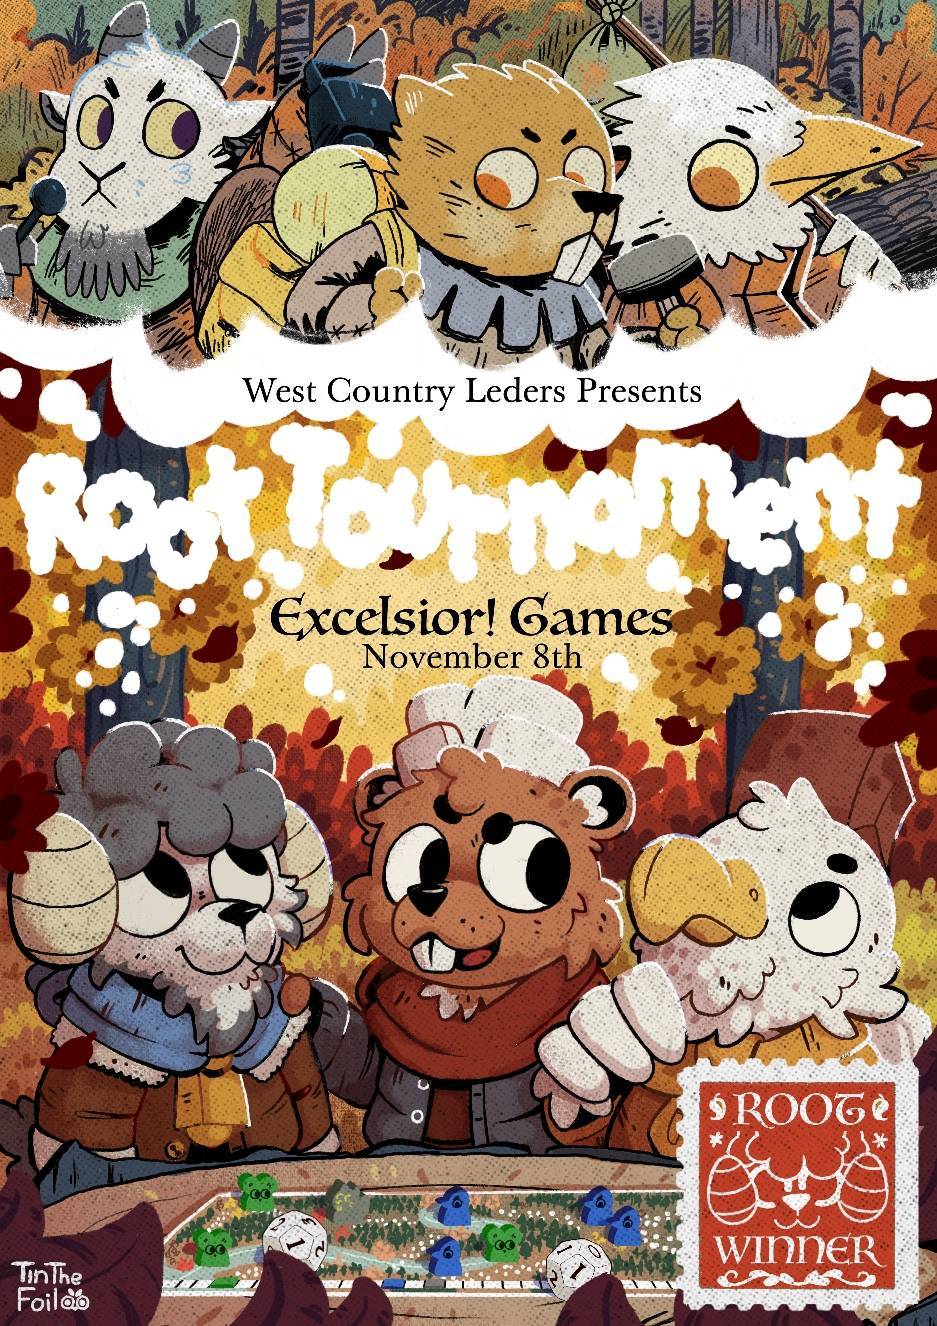 West Country Leders Presents
Root Tournament
Excelsior! Games
November 8th
ROOT
WINNER
TinThe
Foil